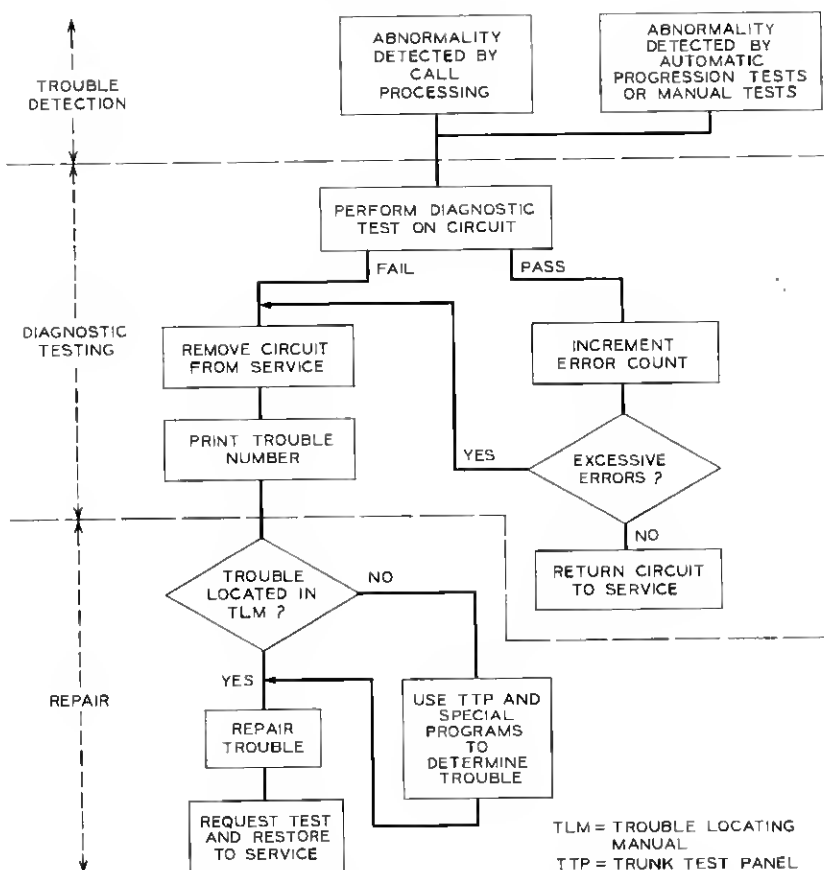 ABNORMALITY
DETECTED BY
CALL
PROCESSING
ABNORMALITY
DETECTED BY
AUTOMATIC
PROGRESSION TESTS
OR MANUAL TESTS
TROUBLE
DETECTION
PERFORM DIAGNOSTIC
TEST ON CIRCUIT
FAIL
PASS
DIAGNOSTIC
TESTING
REMOVE CIRCUIT
FROM SERVICE
INCREMENT
ERROR COUNT
PRINT TROUBLE
NUMBER
YES
EXCESSIVE
ERRORS ?
NO
RETURN CIRCUIT
TO SERVICE
TROUBLE
LOCATED IN
TLM ?
NO
YES
REPAIR
REPAIR
TROUBLE
USE TTP AND
SPECIAL
PROGRAMS
TO
DETERMINE
TROUBLE
REQUEST TEST
AND RESTORE
TO SERVICE
TLM = TROUBLE LOCATING
MANUAL
TTP = TRUNK TEST PANEL